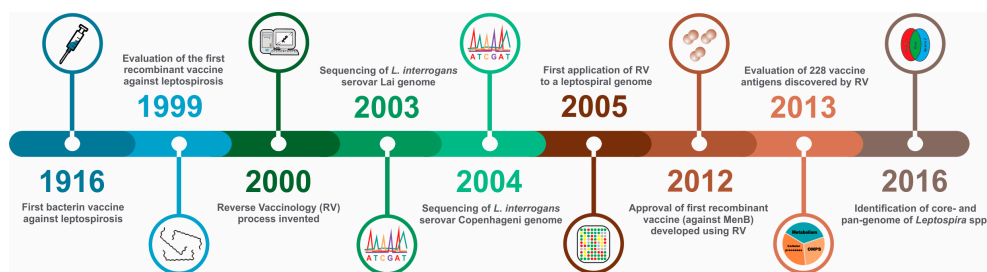 1916
First bacterin vaccine
against leptospirosis
Evaluation of the first
recombinant vaccine
against leptospirosis
1999
2000
Reverse Vaccinology (RV)
process invented
Sequencing of L. interrogans
serovar Lai genome
2003
ATCGAT
ATCGAT
2004
Sequencing of L. interrogans
serovar Copenhageni genome
First application of RV
to a leptospiral genome
2005
2012
Approval of first recombinant
vaccine (against MenB)
developed using RV
Evaluation of 228 vaccine
antigens discovered by RV
2013
Metabolism
Cellular
processes
OMPS
2016
Identification of core- and
pan-genome of Leptospira spp